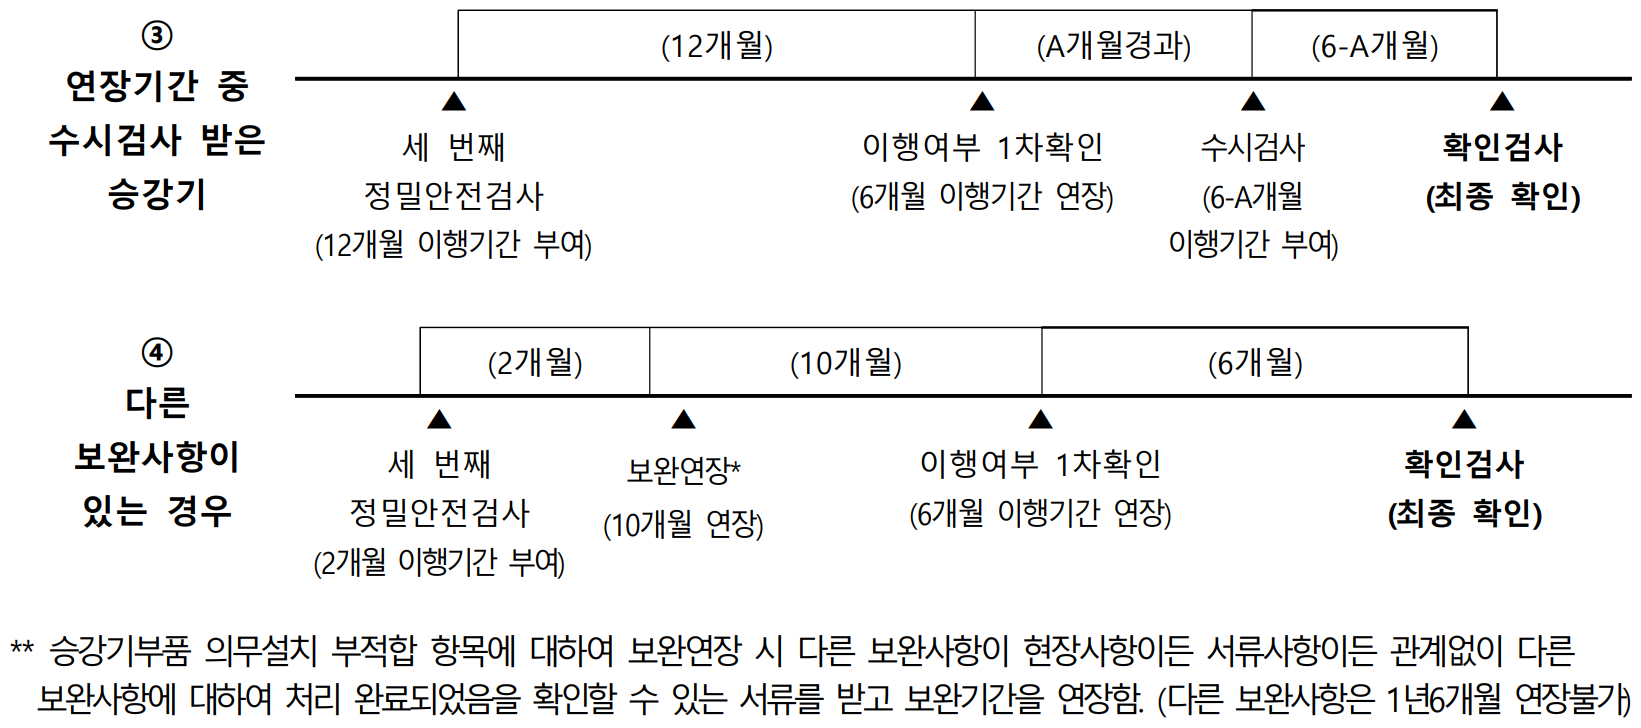 ③
연장기간 중
수시검사 받은
승강기
(12개월) (A개월경과) (6-A개월)
▲ ▲ ▲ ▲
세 번째
정밀안전검사
(12개월 이행기간 부여)
이행여부 1차확인
(6개월 이행기간 연장)
수시검사
(6-A개월
이행기간 부여)
확인검사
(최종 확인)
④
다른
보완사항이
있는 경우
(2개월) (10개월) (6개월)
▲ ▲ ▲ ▲
세 번째
정밀안전검사
(2개월 이행기간 부여)
보완연장*
(10개월 연장)
이행여부 1차확인
(6개월 이행기간 연장)
확인검사
(최종 확인)
** 승강기부품 의무설치 부적합 항목에 대하여 보완연장 시 다른 보완사항이 현장사항이든 서류사항이든 관계없이 다른
보완사항에 대하여 처리 완료되었음을 확인할 수 있는 서류를 받고 보완기간을 연장함. (다른 보완사항은 1년6개월 연장불가)